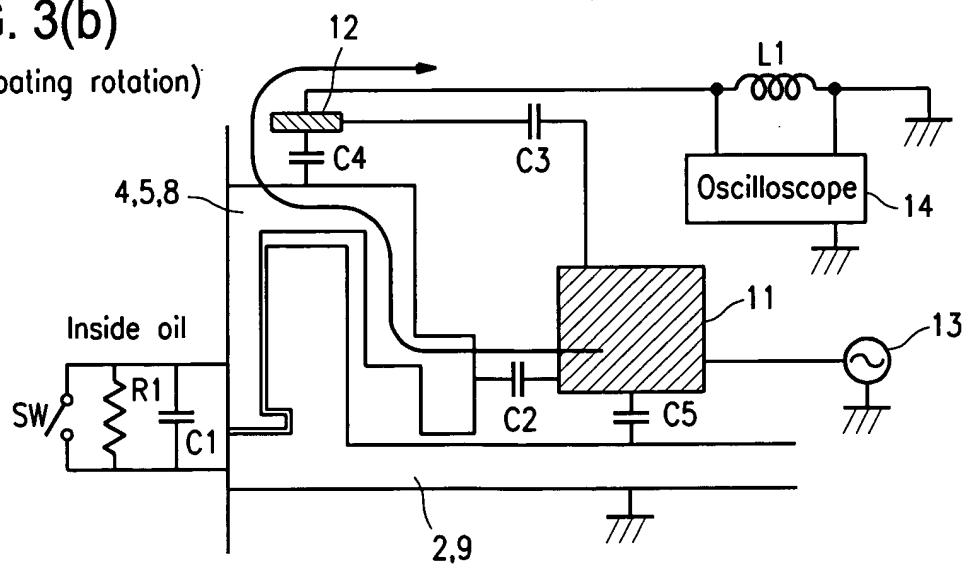 3(b)
rotation)
12
L1
C4
C3
4,5,8
Oscilloscope
14
11
Inside oil
13
SW
R1
C1
C2
C5
2,9